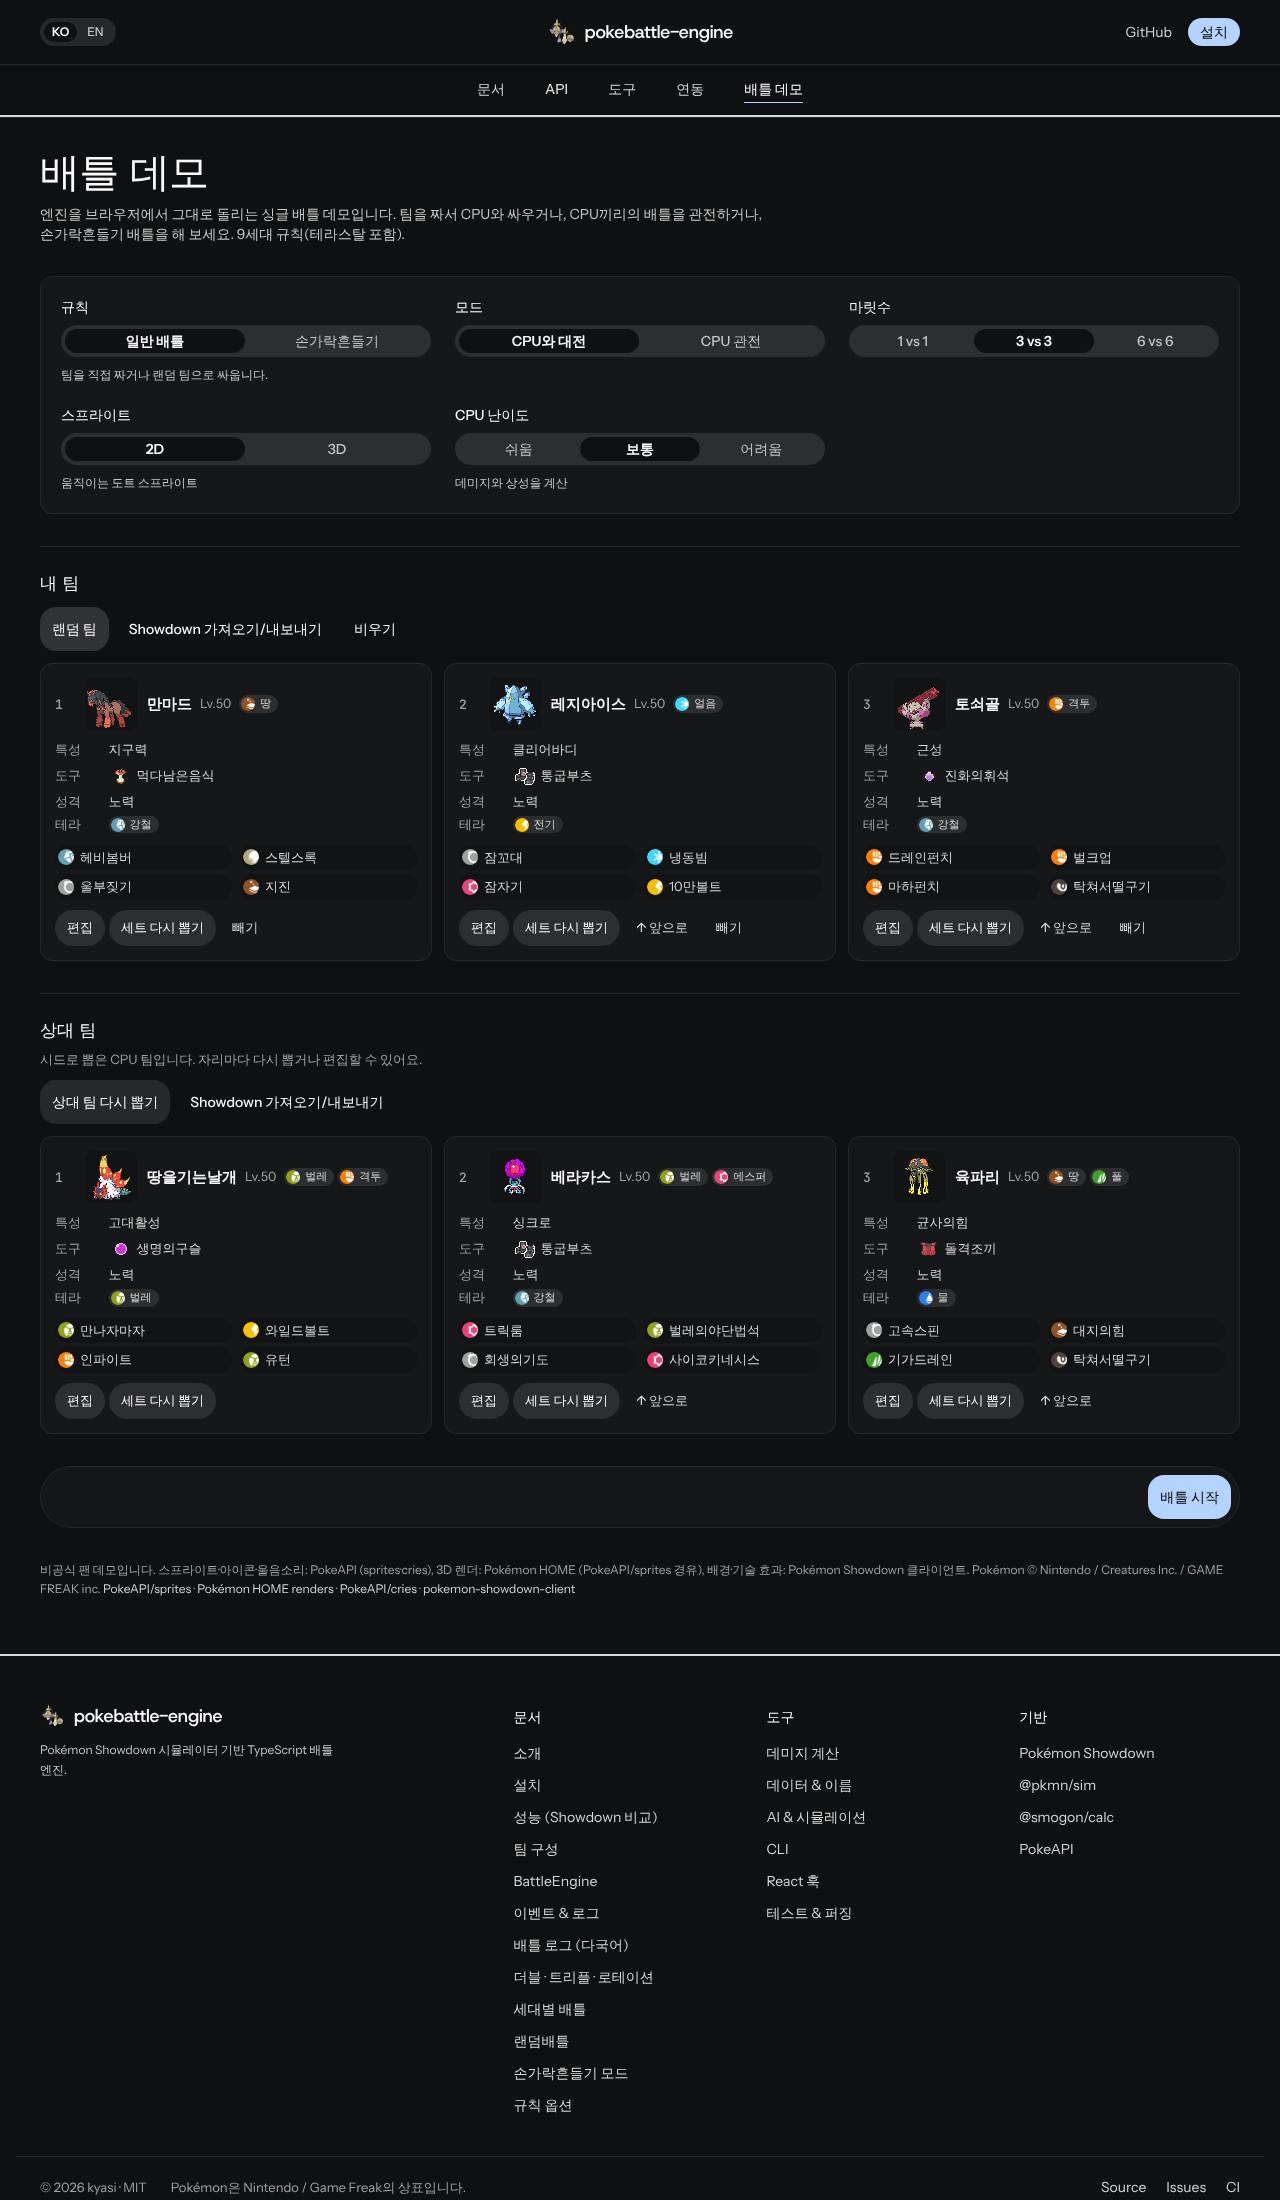 KO EN
pokebattle-engine
GitHub 설치
문서 API 도구 연동 배틀 데모
배틀 데모
엔진을 브라우저에서 그대로 돌리는 싱글 배틀 데모입니다. 팀을 짜서 CPU와 싸우거나, CPU끼리의 배틀을 관전하거나,
손가락흔들기 배틀을 해 보세요. 9세대 규칙(테라스탈 포함).
규칙 모드 마릿수
일반 배틀 손가락흔들기 CPU와 대전 CPU 관전 1 vs 1 3 vs 3 6 vs 6
팀을 직접 짜거나 랜덤 팀으로 싸웁니다.
스프라이트 CPU 난이도
2D 3D 쉬움 보통 어려움
움직이는 도트 스프라이트 데미지와 상성을 계산
내 팀
랜덤 팀 Showdown 가져오기/내보내기 비우기
1 만마드 Lv.50 땅
특성 지구력
도구 먹다남은음식
성격 노력
테라 강철
헤비봄버 스텔스록
울부짖기 지진
편집 세트 다시 뽑기 빼기
2 레지아이스 Lv.50 얼음
특성 클리어바디
도구 통굽부츠
성격 노력
테라 전기
잠꼬대 냉동빔
잠자기 10만볼트
편집 세트 다시 뽑기 ↑ 앞으로 빼기
3 토쇠골 Lv.50 격투
특성 근성
도구 진화의휘석
성격 노력
테라 강철
드레인펀치 벌크업
마하펀치 탁쳐서떨구기
편집 세트 다시 뽑기 ↑ 앞으로 빼기
상대 팀
시드로 뽑은 CPU 팀입니다. 자리마다 다시 뽑거나 편집할 수 있어요.
상대 팀 다시 뽑기 Showdown 가져오기/내보내기
1 땅을기는날개 Lv.50 벌레 격투
특성 고대활성
도구 생명의구슬
성격 노력
테라 벌레
만나자마자 와일드볼트
인파이트 유턴
편집 세트 다시 뽑기
2 베라카스 Lv.50 벌레 에스퍼
특성 싱크로
도구 통굽부츠
성격 노력
테라 강철
트릭룸 벌레의야단법석
회생의기도 사이코키네시스
편집 세트 다시 뽑기 ↑ 앞으로
3 육파리 Lv.50 땅 풀
특성 균사의힘
도구 돌격조끼
성격 노력
테라 물
고속스핀 대지의힘
기가드레인 탁쳐서떨구기
편집 세트 다시 뽑기 ↑ 앞으로
배틀 시작
비공식 팬 데모입니다. 스프라이트·아이콘·울음소리: PokeAPI (sprites·cries), 3D 렌더: Pokémon HOME (PokeAPI/sprites 경유), 배경·기술 효과: Pokémon Showdown 클라이언트. Pokémon © Nintendo / Creatures Inc. / GAME
FREAK inc. PokeAPI/sprites · Pokémon HOME renders · PokeAPI/cries · pokemon-showdown-client
pokebattle-engine
Pokémon Showdown 시뮬레이터 기반 TypeScript 배틀
엔진.
문서
소개
설치
성능 (Showdown 비교)
팀 구성
BattleEngine
이벤트 & 로그
배틀 로그 (다국어)
더블 · 트리플 · 로테이션
세대별 배틀
랜덤배틀
손가락흔들기 모드
규칙 옵션
도구
데미지 계산
데이터 & 이름
AI & 시뮬레이션
CLI
React 훅
테스트 & 퍼징
기반
Pokémon Showdown
@pkmn/sim
@smogon/calc
PokeAPI
© 2026 kyasi · MIT Pokémon은 Nintendo / Game Freak의 상표입니다.
Source Issues CI